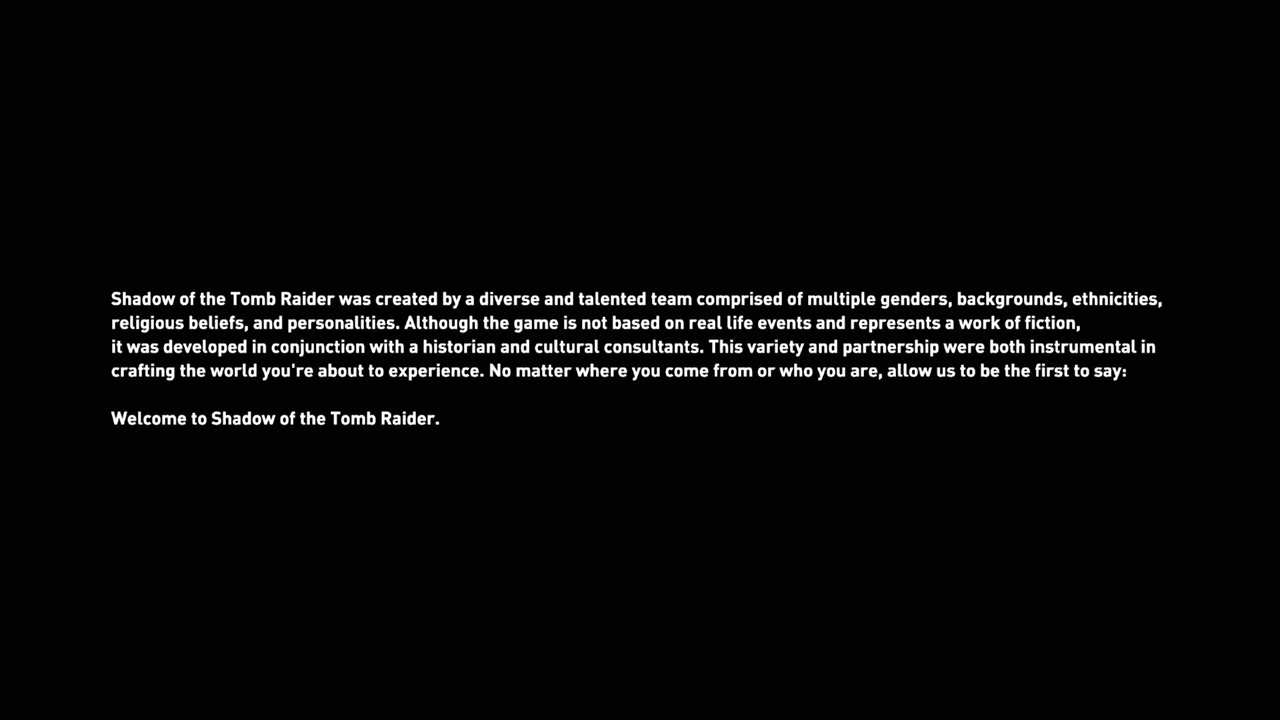 Shadow of the Tomb Raider was created by a diverse and talented team comprised of multiple genders, backgrounds, ethnicities,
religious beliefs, and personalities. Although the game is not based on real life events and represents a work of fiction,
it was developed in conjunction with a historian and cultural consultants. This variety and partnership were both instrumental in
crafting the world you're about to experience. No matter where you come from or who you are, allow us to be the first to say:
Welcome to Shadow of the Tomb Raider.